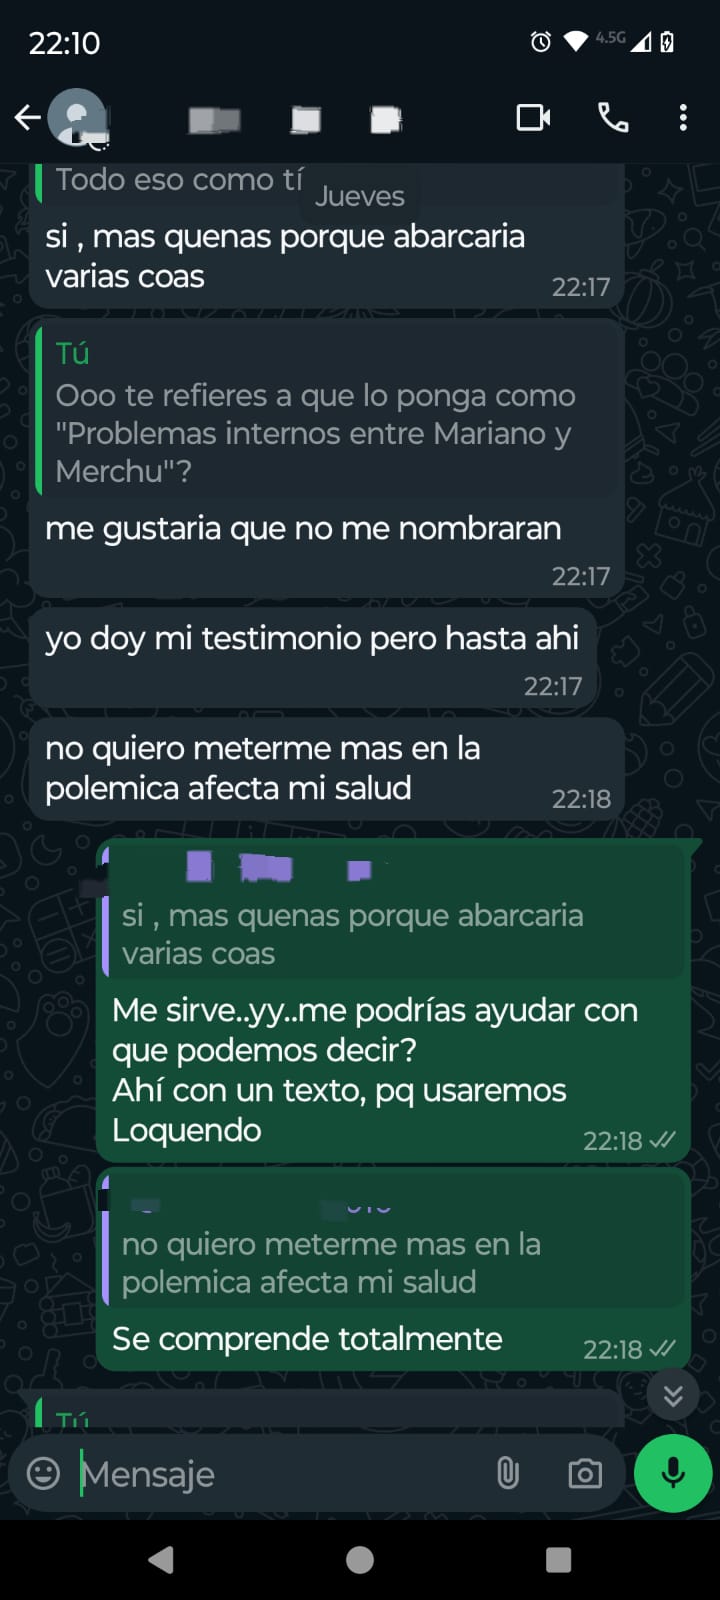 22:10
4.5G
Todo eso como tí
Jueves
si , mas quenas porque abarcaria
varias coas
22:17
Tú
Ooo te refieres a que lo ponga como
"Problemas internos entre Mariano y
Merchu"?
me gustaria que no me nombraran
22:17
yo doy mi testimonio pero hasta ahi
22:17
no quiero meterme mas en la
polemica afecta mi salud
22:18
si , mas quenas porque abarcaria
varias coas
Me sirve..yy..me podrías ayudar con
que podemos decir?
Ahí con un texto, pq usaremos
Loquendo
22:18
no quiero meterme mas en la
polemica afecta mi salud
Se comprende totalmente
22:18
Tú
Mensaje